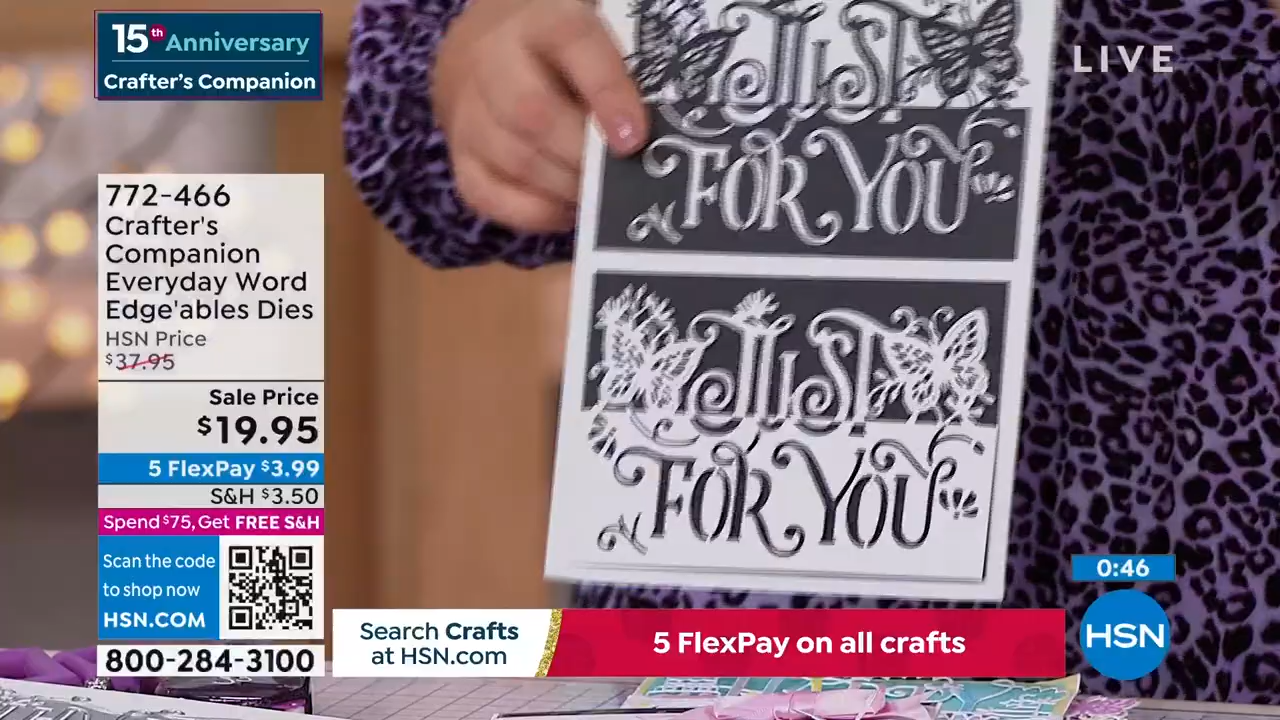 15th Anniversary
Crafter's Companion
LIVE
772-466
Crafter's
Companion
Everyday Word
Edge'ables Dies
HSN Price
$37.95
Sale Price
$19.95
5 FlexPay $3.99
S&H $3.50
Spend $75, Get FREE S&H
Scan the code
to shop now
HSN.COM
800-284-3100
JUST
FOR YOU
JUST
FOR YOU
Search Crafts
at HSN.com
5 FlexPay on all crafts
0:46
HSN